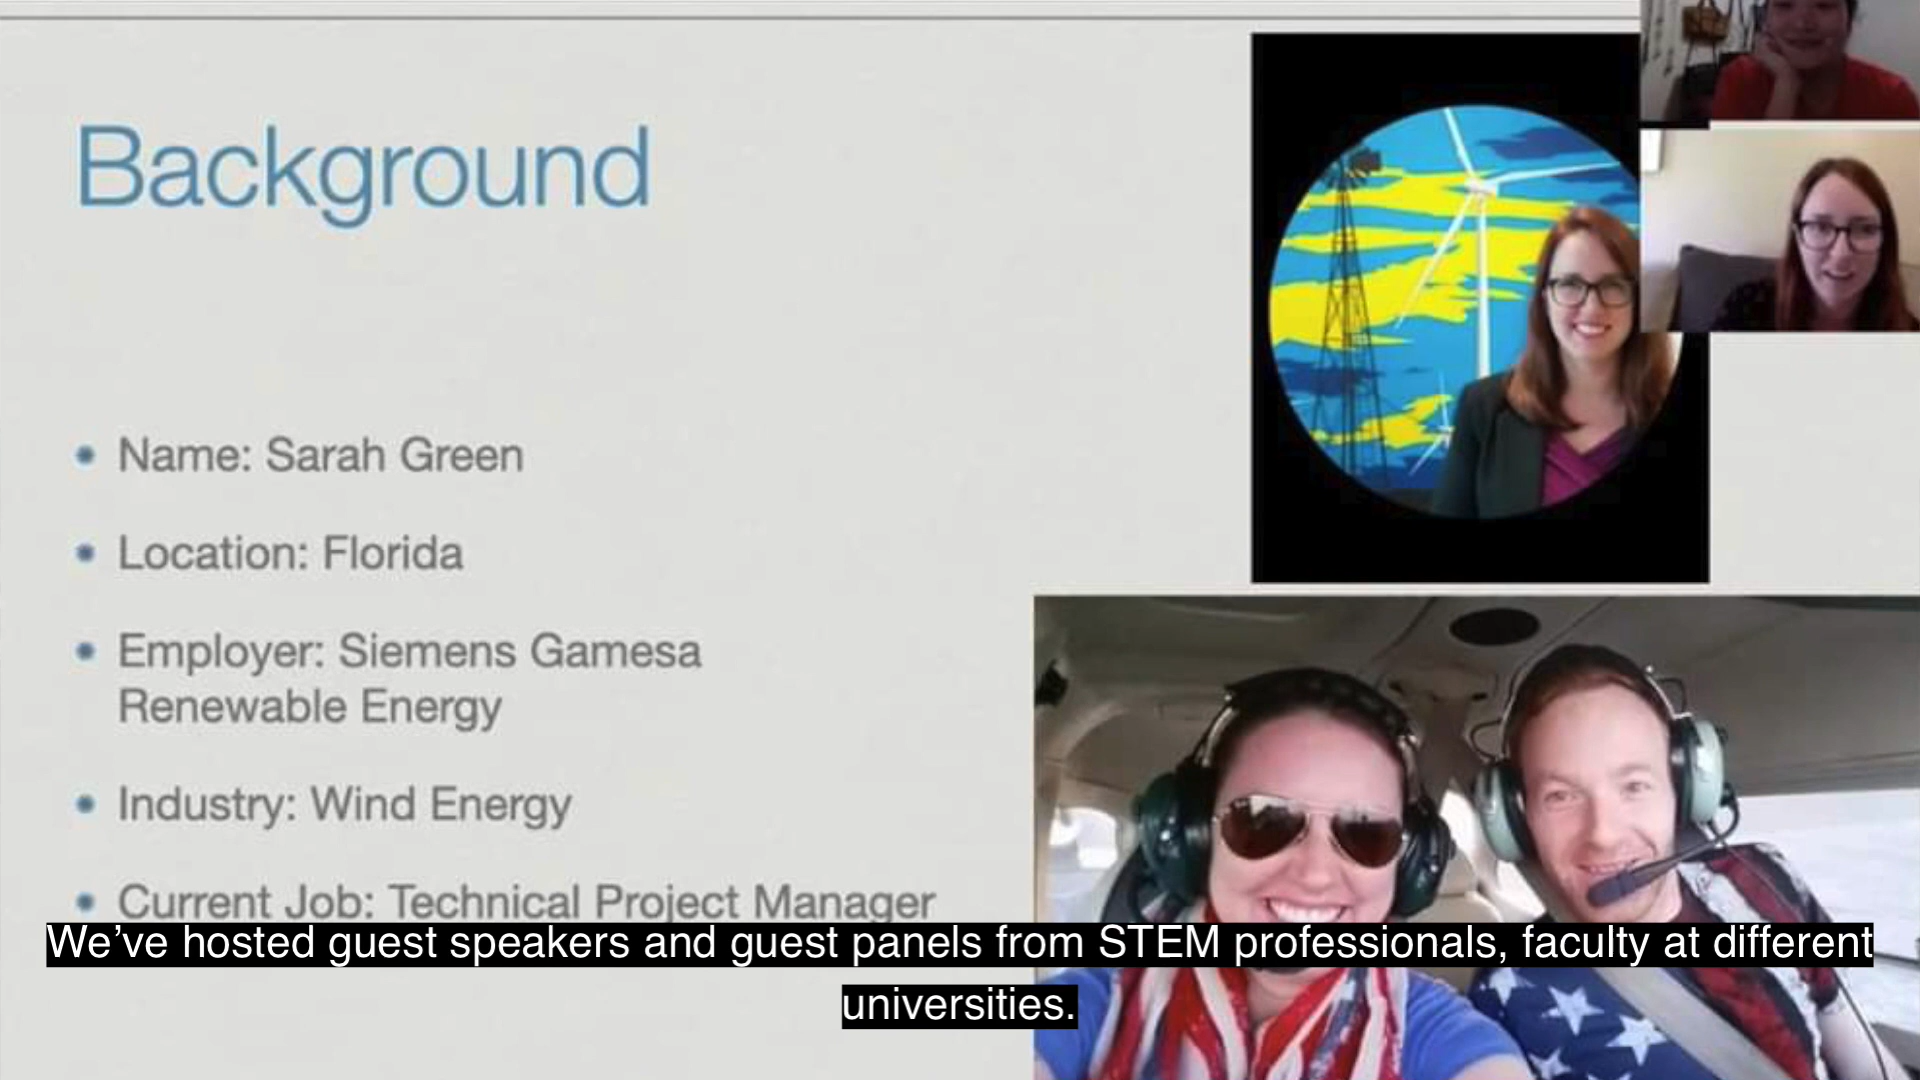 Background
Name: Sarah Green
Location: Florida
Employer: Siemens Gamesa
Renewable Energy
Industry: Wind Energy
Current Job: Technical Project Manager
We’ve hosted guest speakers and guest panels from STEM professionals, faculty at different
universities.